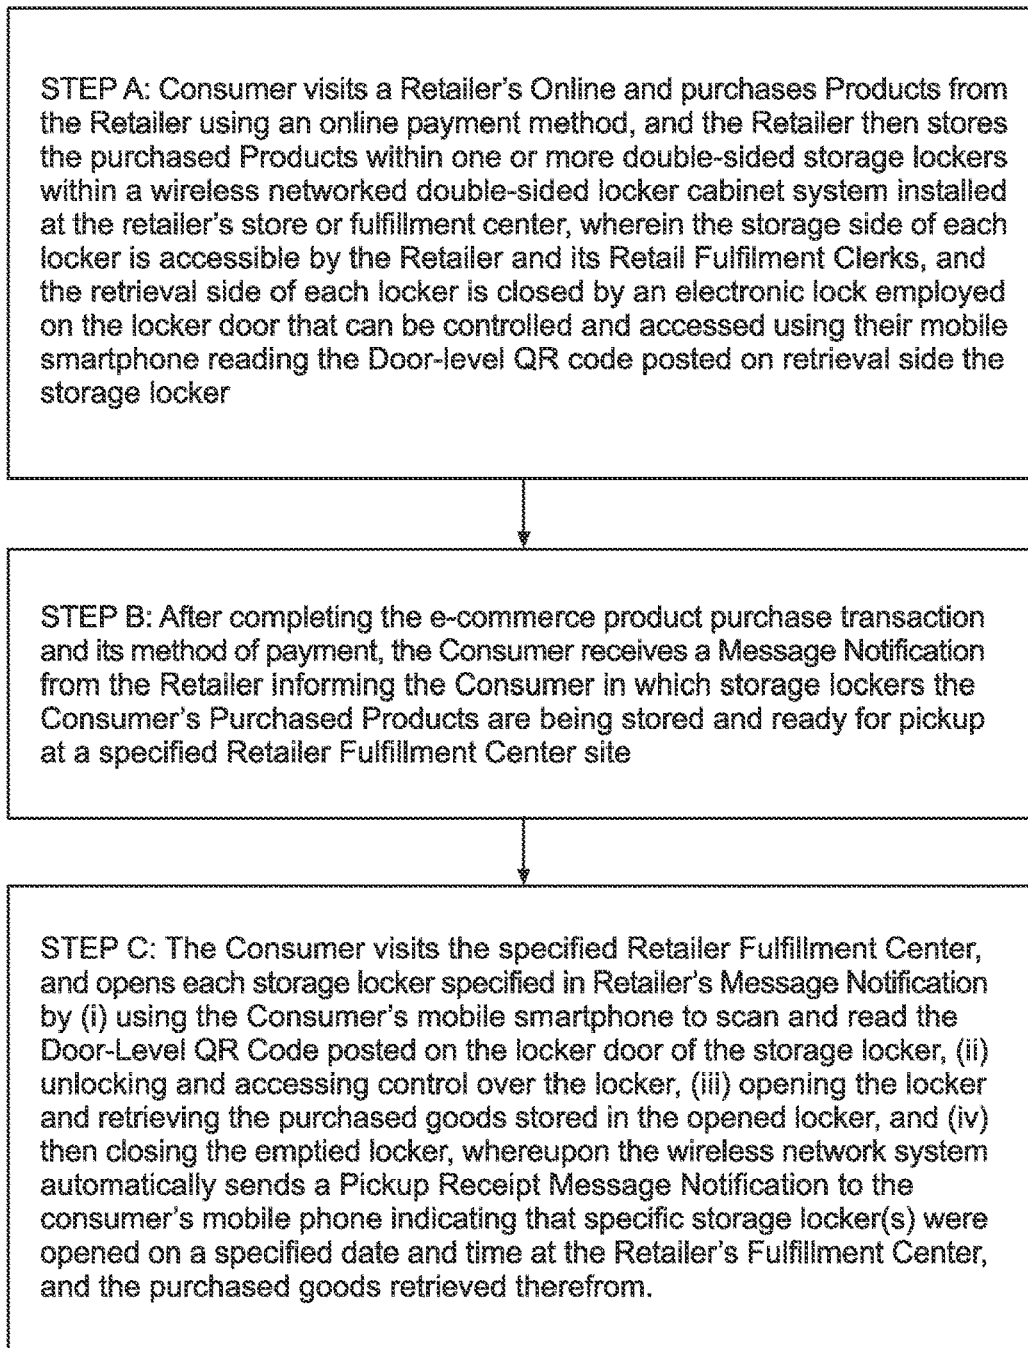 STEP A: Consumer visits a Retailer's Online and purchases Products from
the Retailer using an online payment method, and the Retailer then stores
the purchased Products within one or more double-sided storage lockers
within a wireless networked double-sided locker cabinet system installed
at the retailer's store or fulfillment center, wherein the storage side of each
locker is accessible by the Retailer and its Retail Fulfilment Clerks, and
the retrieval side of each locker is closed by an electronic lock employed
on the locker door that can be controlled and accessed using their mobile
smartphone reading the Door-level QR code posted on retrieval side the
storage locker
STEP B: After completing the e-commerce product purchase transaction
and its method of payment, the Consumer receives a Message Notification
from the Retailer informing the Consumer in which storage lockers the
Consumer's Purchased Products are being stored and ready for pickup
at a specified Retailer Fulfillment Center site
STEP C: The Consumer visits the specified Retailer Fulfillment Center,
and opens each storage locker specified in Retailer's Message Notification
by (i) using the Consumer's mobile smartphone to scan and read the
Door-Level QR Code posted on the locker door of the storage locker, (ii)
unlocking and accessing control over the locker, (iii) opening the locker
and retrieving the purchased goods stored in the opened locker, and (iv)
then closing the emptied locker, whereupon the wireless network system
automatically sends a Pickup Receipt Message Notification to the
consumer's mobile phone indicating that specific storage locker(s) were
opened on a specified date and time at the Retailer's Fulfillment Center,
and the purchased goods retrieved therefrom.